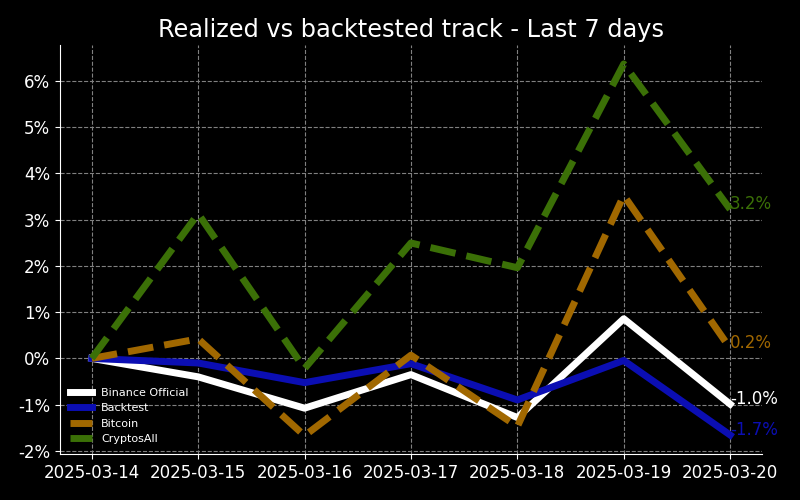 Realized vs backtested track - Last 7 days
6%
5%
4%
3%
2%
1%
0%
-1%
-2%
3.2%
0.2%
-1.0%
-1.7%
Binance Official
Backtest
Bitcoin
CryptosAll
2025-03-14 2025-03-15 2025-03-16 2025-03-17 2025-03-18 2025-03-19 2025-03-20